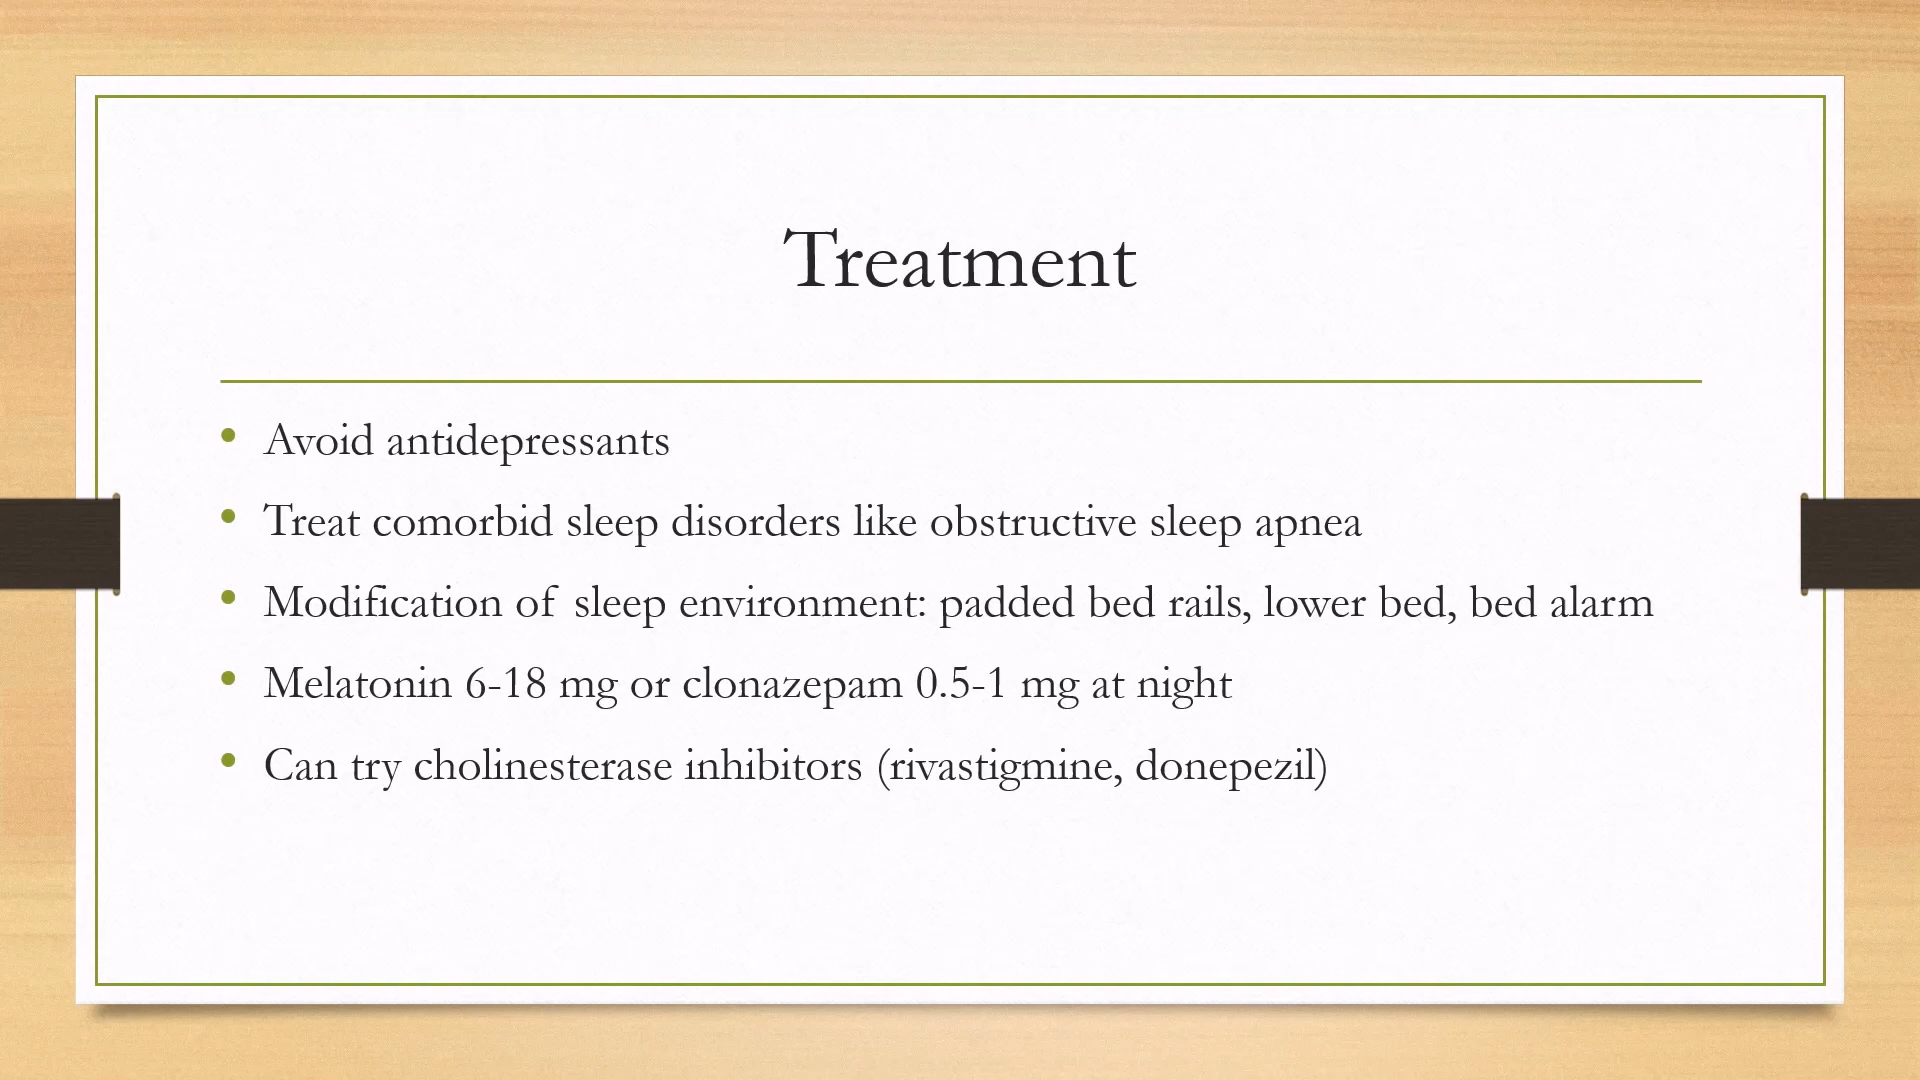 Treatment
• Avoid antidepressants
• Treat comorbid sleep disorders like obstructive sleep apnea
• Modification of sleep environment: padded bed rails, lower bed, bed alarm
• Melatonin 6-18 mg or clonazepam 0.5-1 mg at night
• Can try cholinesterase inhibitors (rivastigmine, donepezil)